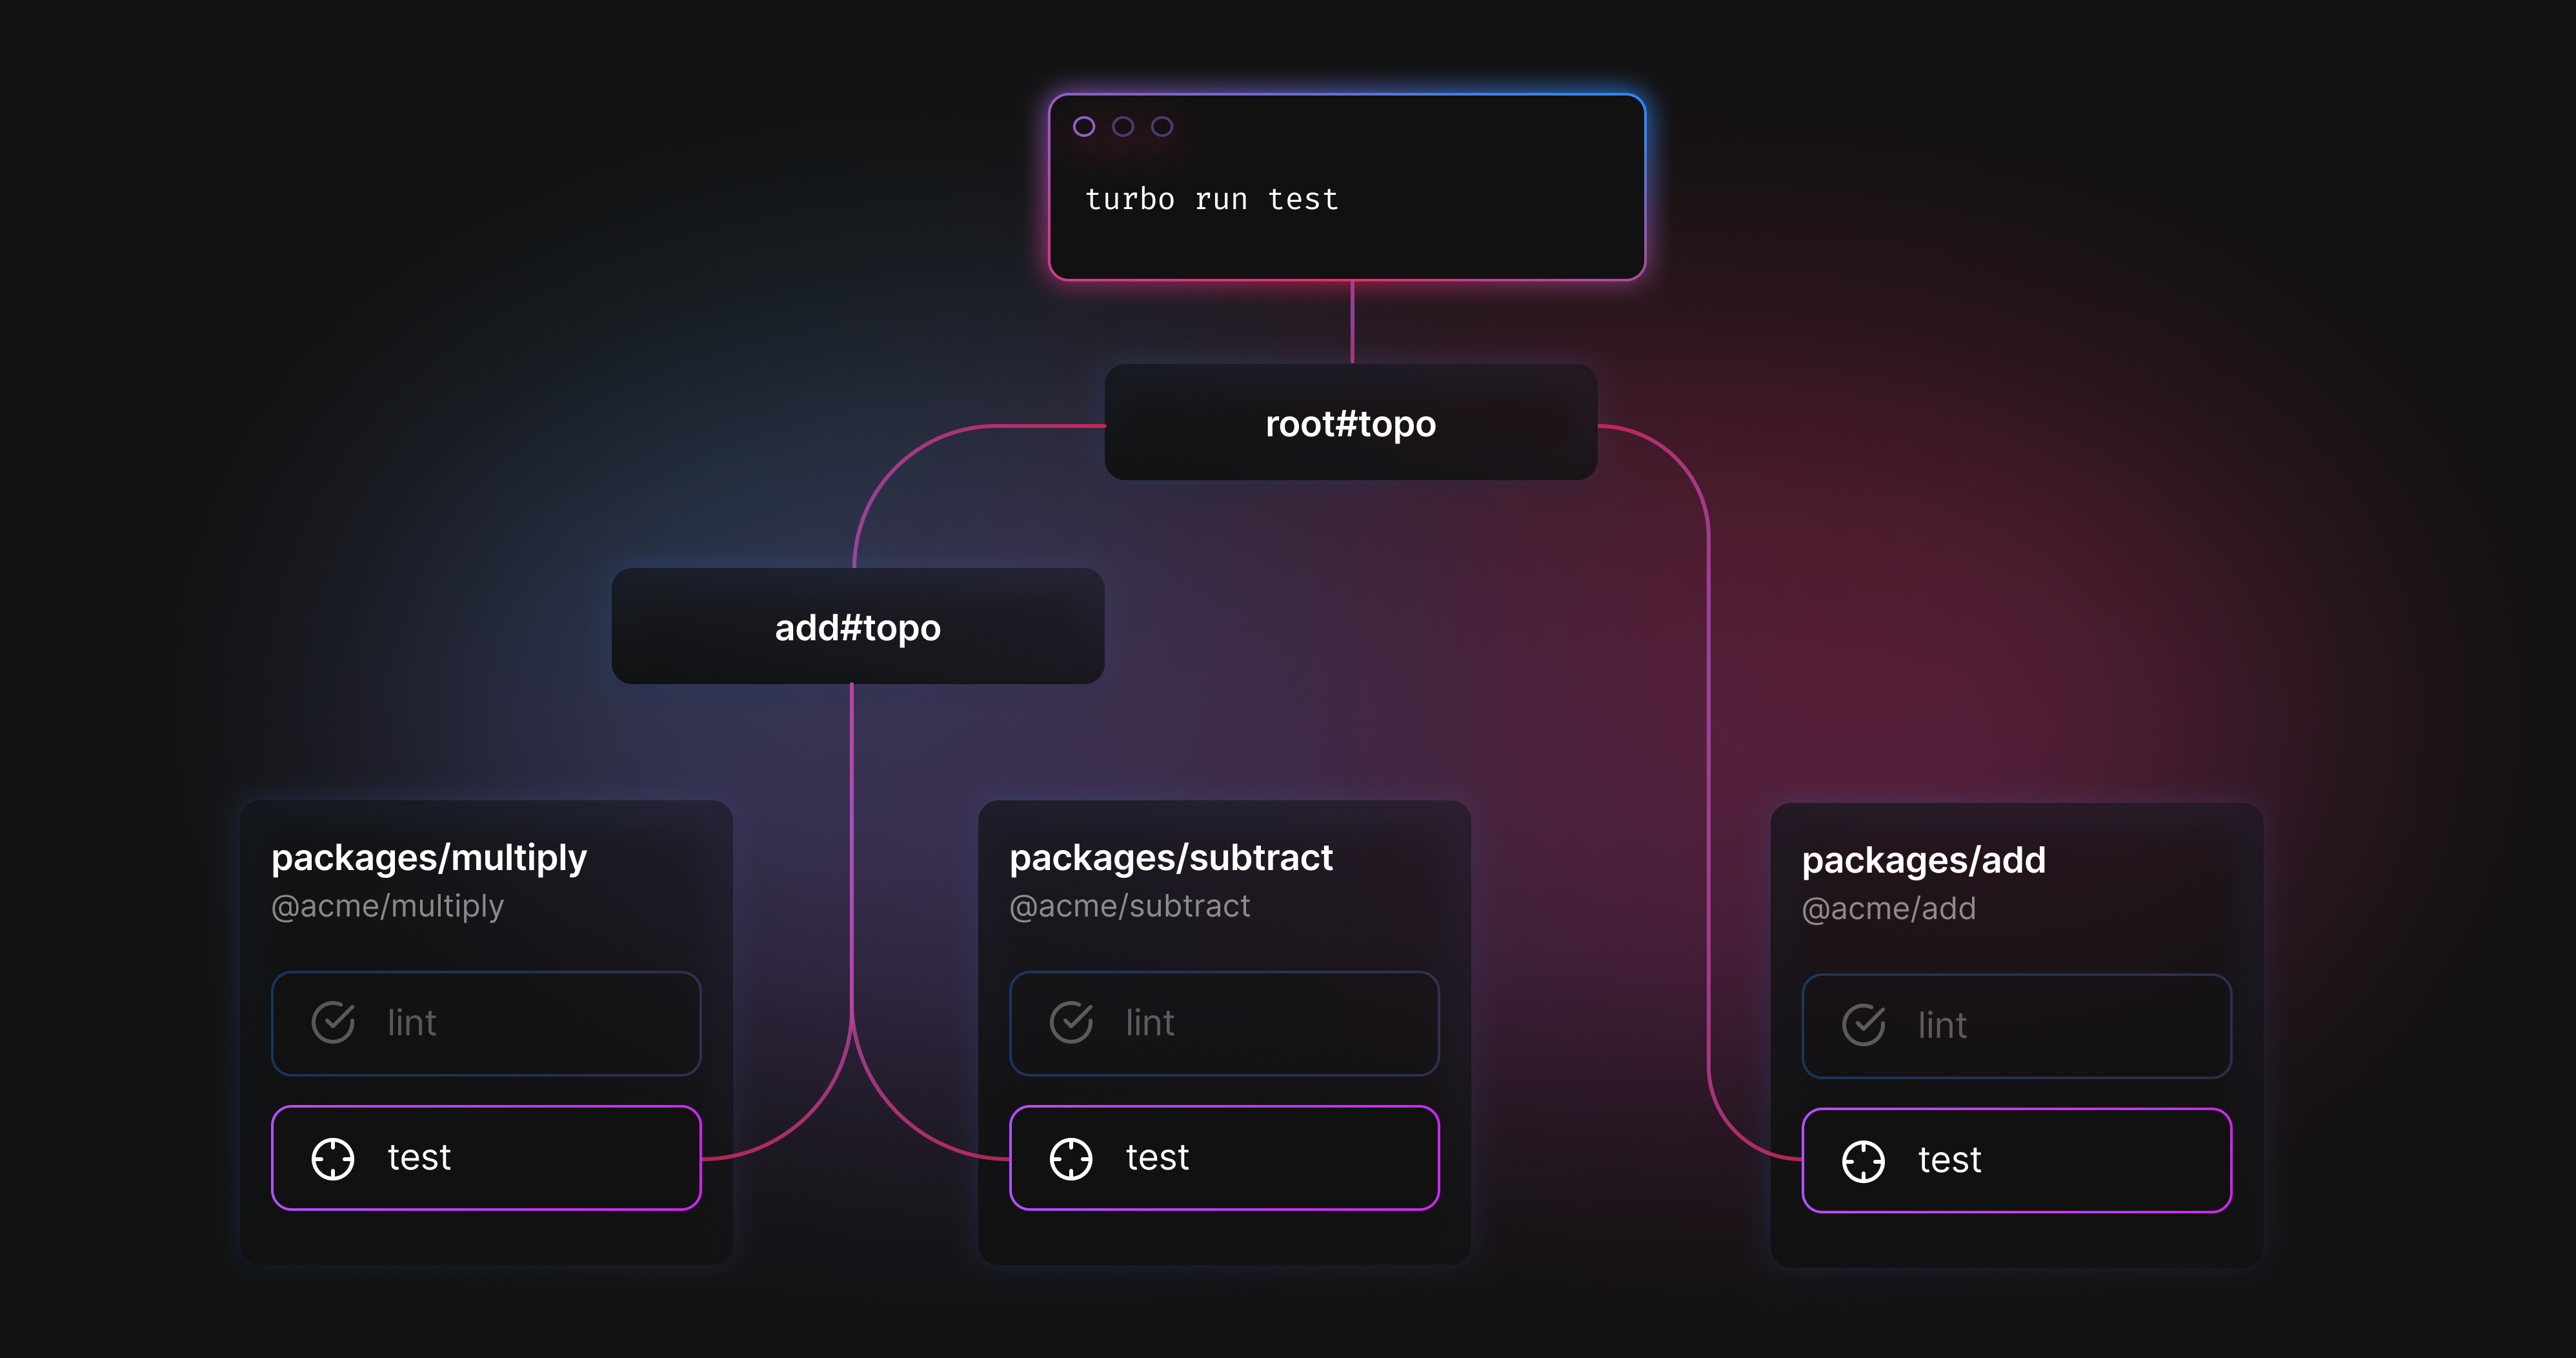 turbo run test
root#topo
add#topo
packages/multiply
@acme/multiply
lint
test
packages/subtract
@acme/subtract
lint
test
packages/add
@acme/add
lint
test